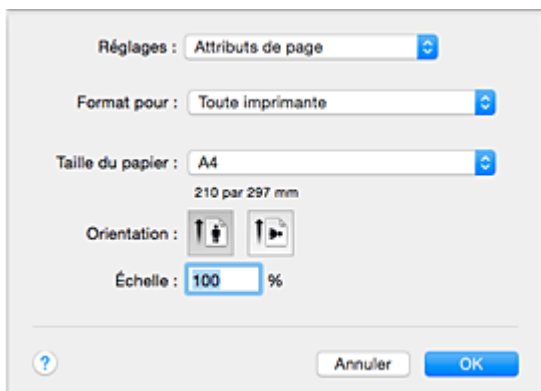 Réglages : Attributs de page
Format pour : Toute imprimante
Taille du papier : A4
210 par 297 mm
Orientation :
Échelle : 100 %
? Annuler OK